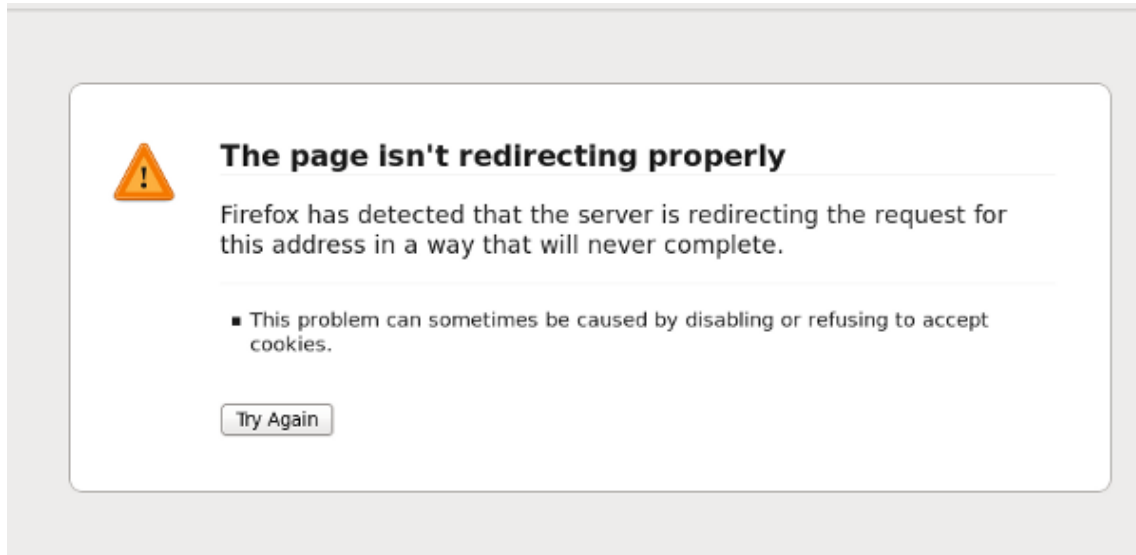 The page isn't redirecting properly
Firefox has detected that the server is redirecting the request for
this address in a way that will never complete.
▪ This problem can sometimes be caused by disabling or refusing to accept
cookies.
Try Again